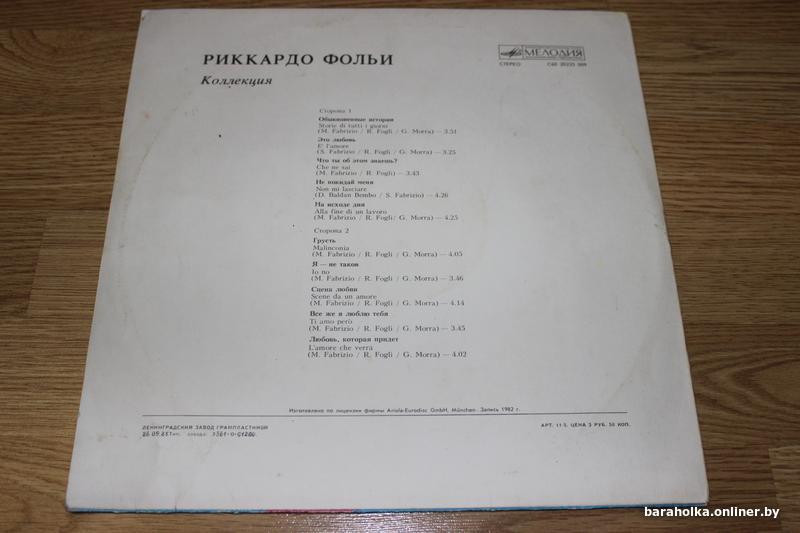 РИККАРДО ФОЛЬИ
МЕЛОДИЯ
СТЕРЕО С60 20235 009
Коллекция
Сторона 1
Обыкновенные истории
Storie di tutti i giorni
(M. Fabrizio / R. Fogli / G. Morra) — 3.51
Это любовь
E' l'amore
(S. Fabrizio / R. Fogli / G. Morra) — 3.25
Что ты об этом знаешь?
Che ne sai
(M. Fabrizio / R. Fogli) — 3.43
Не покидай меня
Non mi lasciare
(D. Baldan Bembo / S. Fabrizio) — 4.26
На исходе дня
Alla fine di un lavoro
(M. Fabrizio / R. Fogli / G. Morra) — 4.25
Сторона 2
Грусть
Malinconia
(M. Fabrizio / R. Fogli / G. Morra) — 4.05
Я — не таков
Io no
(M. Fabrizio / R. Fogli / G. Morra) — 3.46
Сцена любви
Scene da un amore
(M. Fabrizio / R. Fogli / G. Morra) — 4.14
Все же я люблю тебя
Ti amo però
(M. Fabrizio / R. Fogli / G. Morra) — 3.45
Любовь, которая придет
L'amore che verrà
(M. Fabrizio / R. Fogli / G. Morra) — 4.02
Изготовлено по лицензии фирмы Ariola-Eurodisc GmbH, München. Запись 1982 г.
ЛЕНИНГРАДСКИЙ ЗАВОД ГРАМПЛАСТИНОК
АРТ. 11-5. ЦЕНА 3 РУБ. 50 КОП.
baraholka.onliner.by